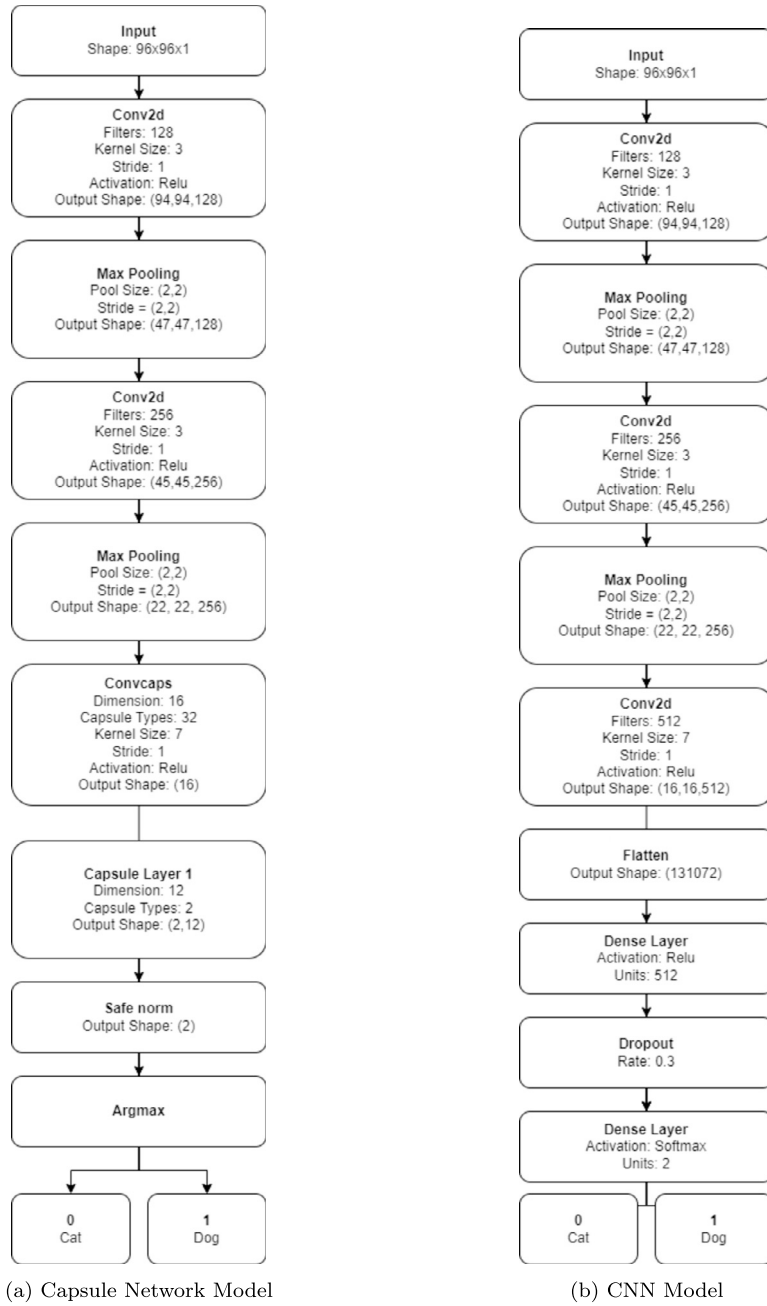 Input
Shape: 96x96x1
Conv2d
Filters: 128
Kernel Size: 3
Stride: 1
Activation: Relu
Output Shape: (94,94,128)
Max Pooling
Pool Size: (2,2)
Stride = (2,2)
Output Shape: (47,47,128)
Conv2d
Filters: 256
Kernel Size: 3
Stride: 1
Activation: Relu
Output Shape: (45,45,256)
Max Pooling
Pool Size: (2,2)
Stride = (2,2)
Output Shape: (22, 22, 256)
Convcaps
Dimension: 16
Capsule Types: 32
Kernel Size: 7
Stride: 1
Activation: Relu
Output Shape: (16)
Capsule Layer 1
Dimension: 12
Capsule Types: 2
Output Shape: (2,12)
Safe norm
Output Shape: (2)
Argmax
0
Cat
1
Dog
(a) Capsule Network Model
Input
Shape: 96x96x1
Conv2d
Filters: 128
Kernel Size: 3
Stride: 1
Activation: Relu
Output Shape: (94,94,128)
Max Pooling
Pool Size: (2,2)
Stride = (2,2)
Output Shape: (47,47,128)
Conv2d
Filters: 256
Kernel Size: 3
Stride: 1
Activation: Relu
Output Shape: (45,45,256)
Max Pooling
Pool Size: (2,2)
Stride = (2,2)
Output Shape: (22, 22, 256)
Conv2d
Filters: 512
Kernel Size: 7
Stride: 1
Activation: Relu
Output Shape: (16,16,512)
Flatten
Output Shape: (131072)
Dense Layer
Activation: Relu
Units: 512
Dropout
Rate: 0.3
Dense Layer
Activation: Softmax
Units: 2
0
Cat
1
Dog
(b) CNN Model